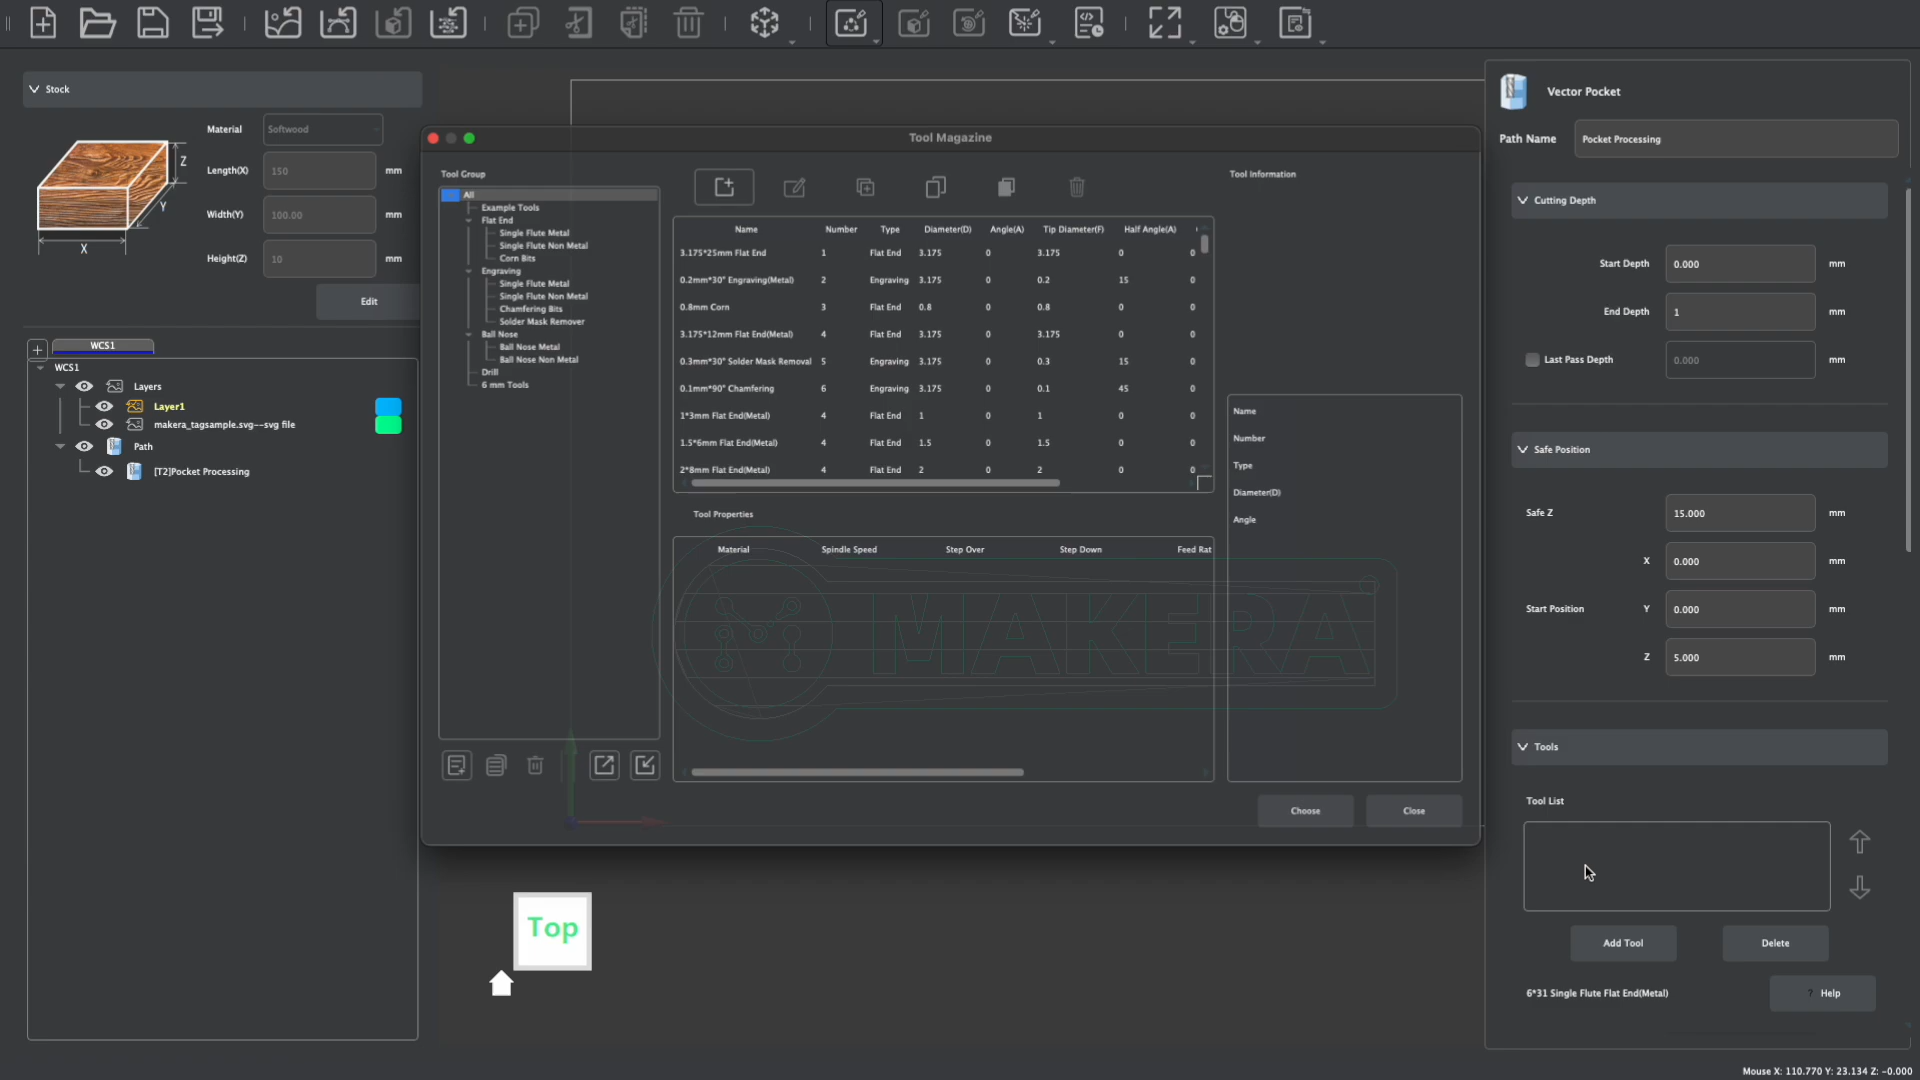 Stock
Material
Softwood
Length(X)
150
mm
Width(Y)
100.00
mm
Height(Z)
10
mm
Edit
Z
Y
X
WCS1
WCS1
Layers
Layer1
makera_tagsample.svg--svg file
Path
[T2]Pocket Processing
Tool Magazine
Tool Group
All
Example Tools
Flat End
Single Flute Metal
Single Flute Non Metal
Corn Bits
Engraving
Single Flute Metal
Single Flute Non Metal
Chamfering Bits
Solder Mask Remover
Ball Nose
Ball Nose Metal
Ball Nose Non Metal
Drill
6 mm Tools
Name Number Type Diameter(D) Angle(A) Tip Diameter(F) Half Angle(A)
3.175*25mm Flat End 1 Flat End 3.175 0 3.175 0
0.2mm*30° Engraving(Metal) 2 Engraving 3.175 0 0.2 15 0
0.8mm Corn 3 Flat End 0.8 0 0.8 0 0
3.175*12mm Flat End(Metal) 4 Flat End 3.175 0 3.175 0 0
0.3mm*30° Solder Mask Removal 5 Engraving 3.175 0 0.3 15 0
0.1mm*90° Chamfering 6 Engraving 3.175 0 0.1 45 0
1*3mm Flat End(Metal) 4 Flat End 1 0 1 0 0
1.5*6mm Flat End(Metal) 4 Flat End 1.5 0 1.5 0 0
2*8mm Flat End(Metal) 4 Flat End 2 0 2 0 0
Tool Properties
Material Spindle Speed Step Over Step Down Feed Rat
MAKERA
Tool Information
Name
Number
Type
Diameter(D)
Angle
Choose
Close
Top
Vector Pocket
Path Name
Pocket Processing
Cutting Depth
Start Depth
0.000
mm
End Depth
1
mm
Last Pass Depth
0.000
mm
Safe Position
Safe Z
15.000
mm
X
0.000
mm
Start Position
Y
0.000
mm
Z
5.000
mm
Tools
Tool List
Add Tool
Delete
6*31 Single Flute Flat End(Metal)
? Help
Mouse X: 110.770 Y: 23.134 Z: -0.000